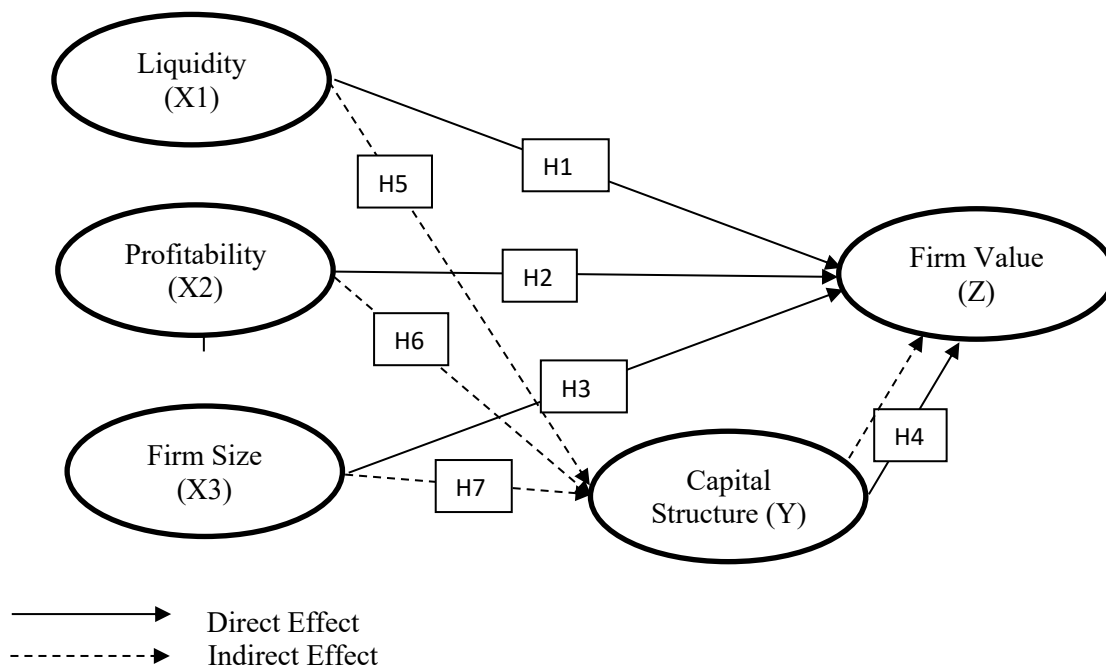 Liquidity
(X1)
H1
H5
Profitability
(X2)
H2
Firm Value
(Z)
H6
H3
Firm Size
(X3)
H7
H4
Capital
Structure (Y)
Direct Effect
Indirect Effect